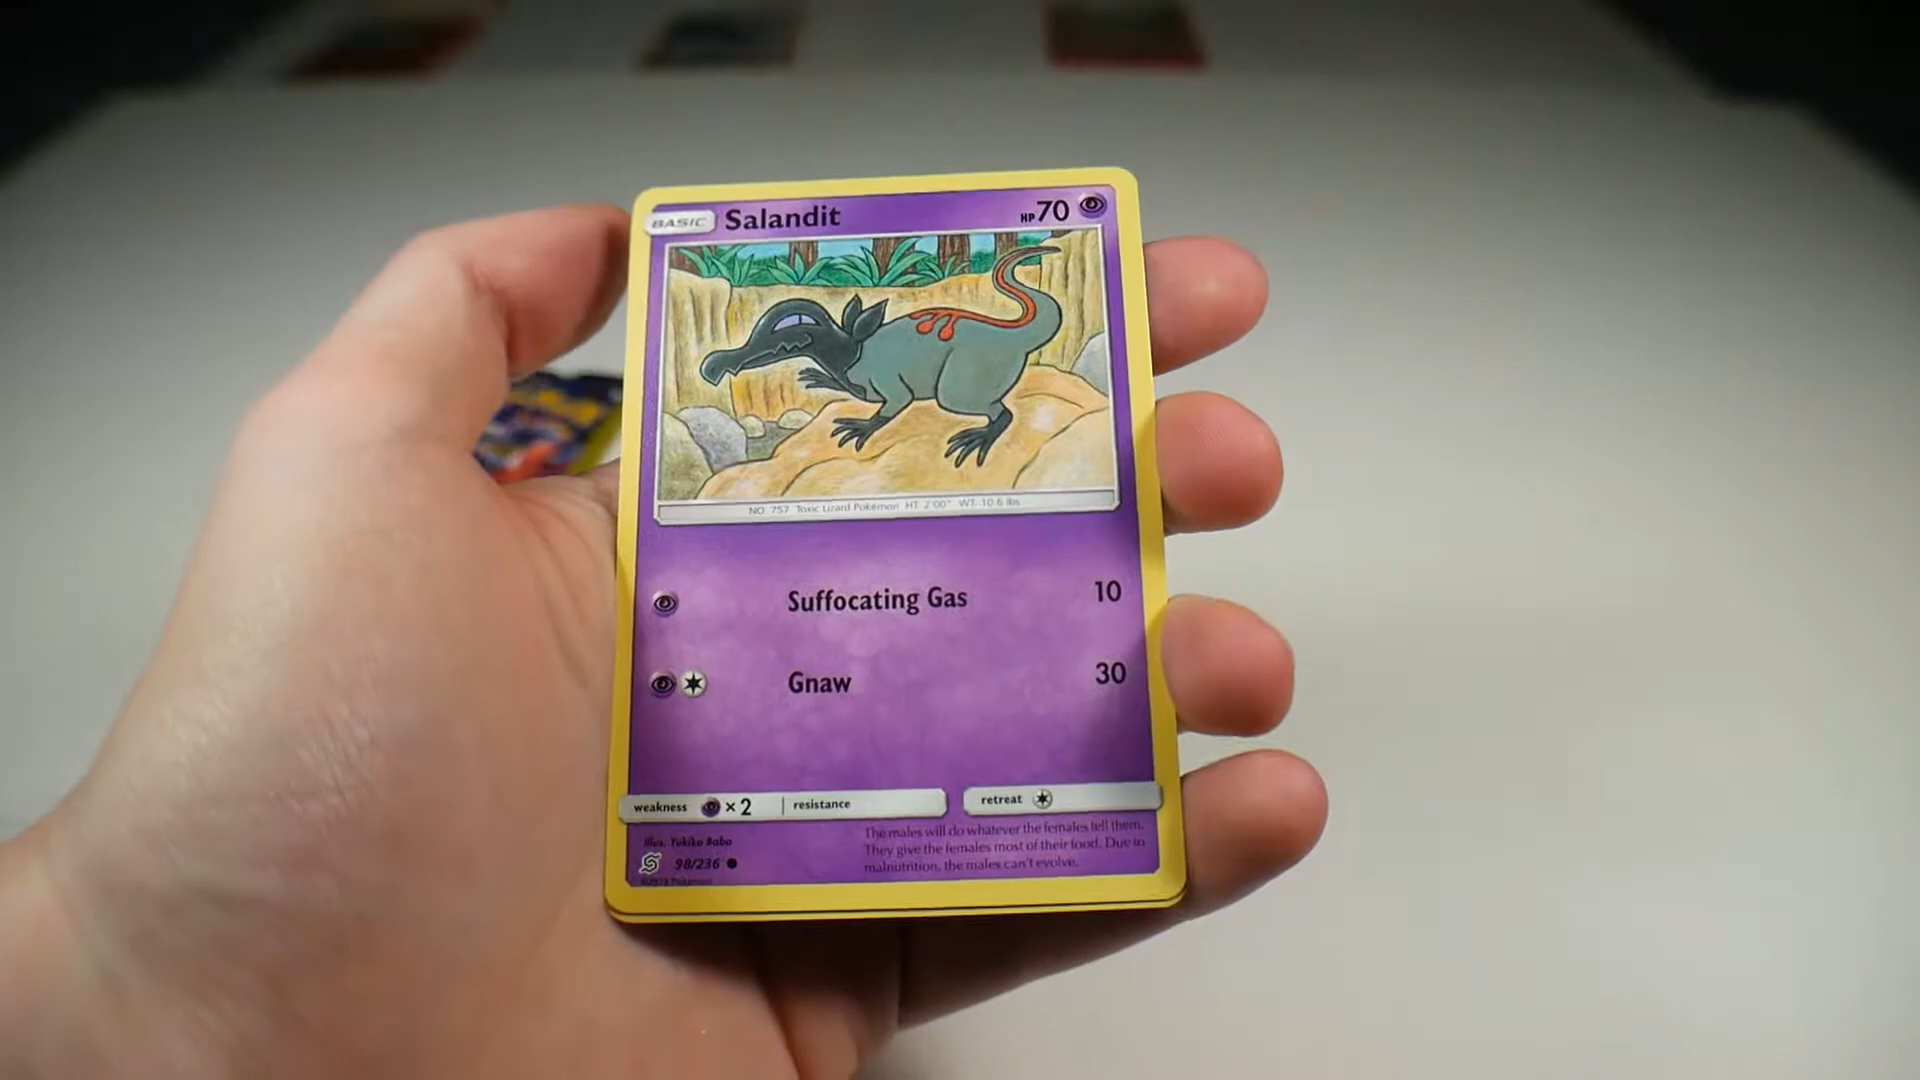 BASIC Salandit HP 70
NO. 757 Toxic Lizard Pokémon HT. 2'00" WT. 10.6 lbs
Suffocating Gas 10
Gnaw 30
weakness ×2 resistance retreat
Illus. Yukiko Baba
98/236
The males will do whatever the females tell them.
They give the females most of their food. Due to
malnutrition, the males can't evolve.